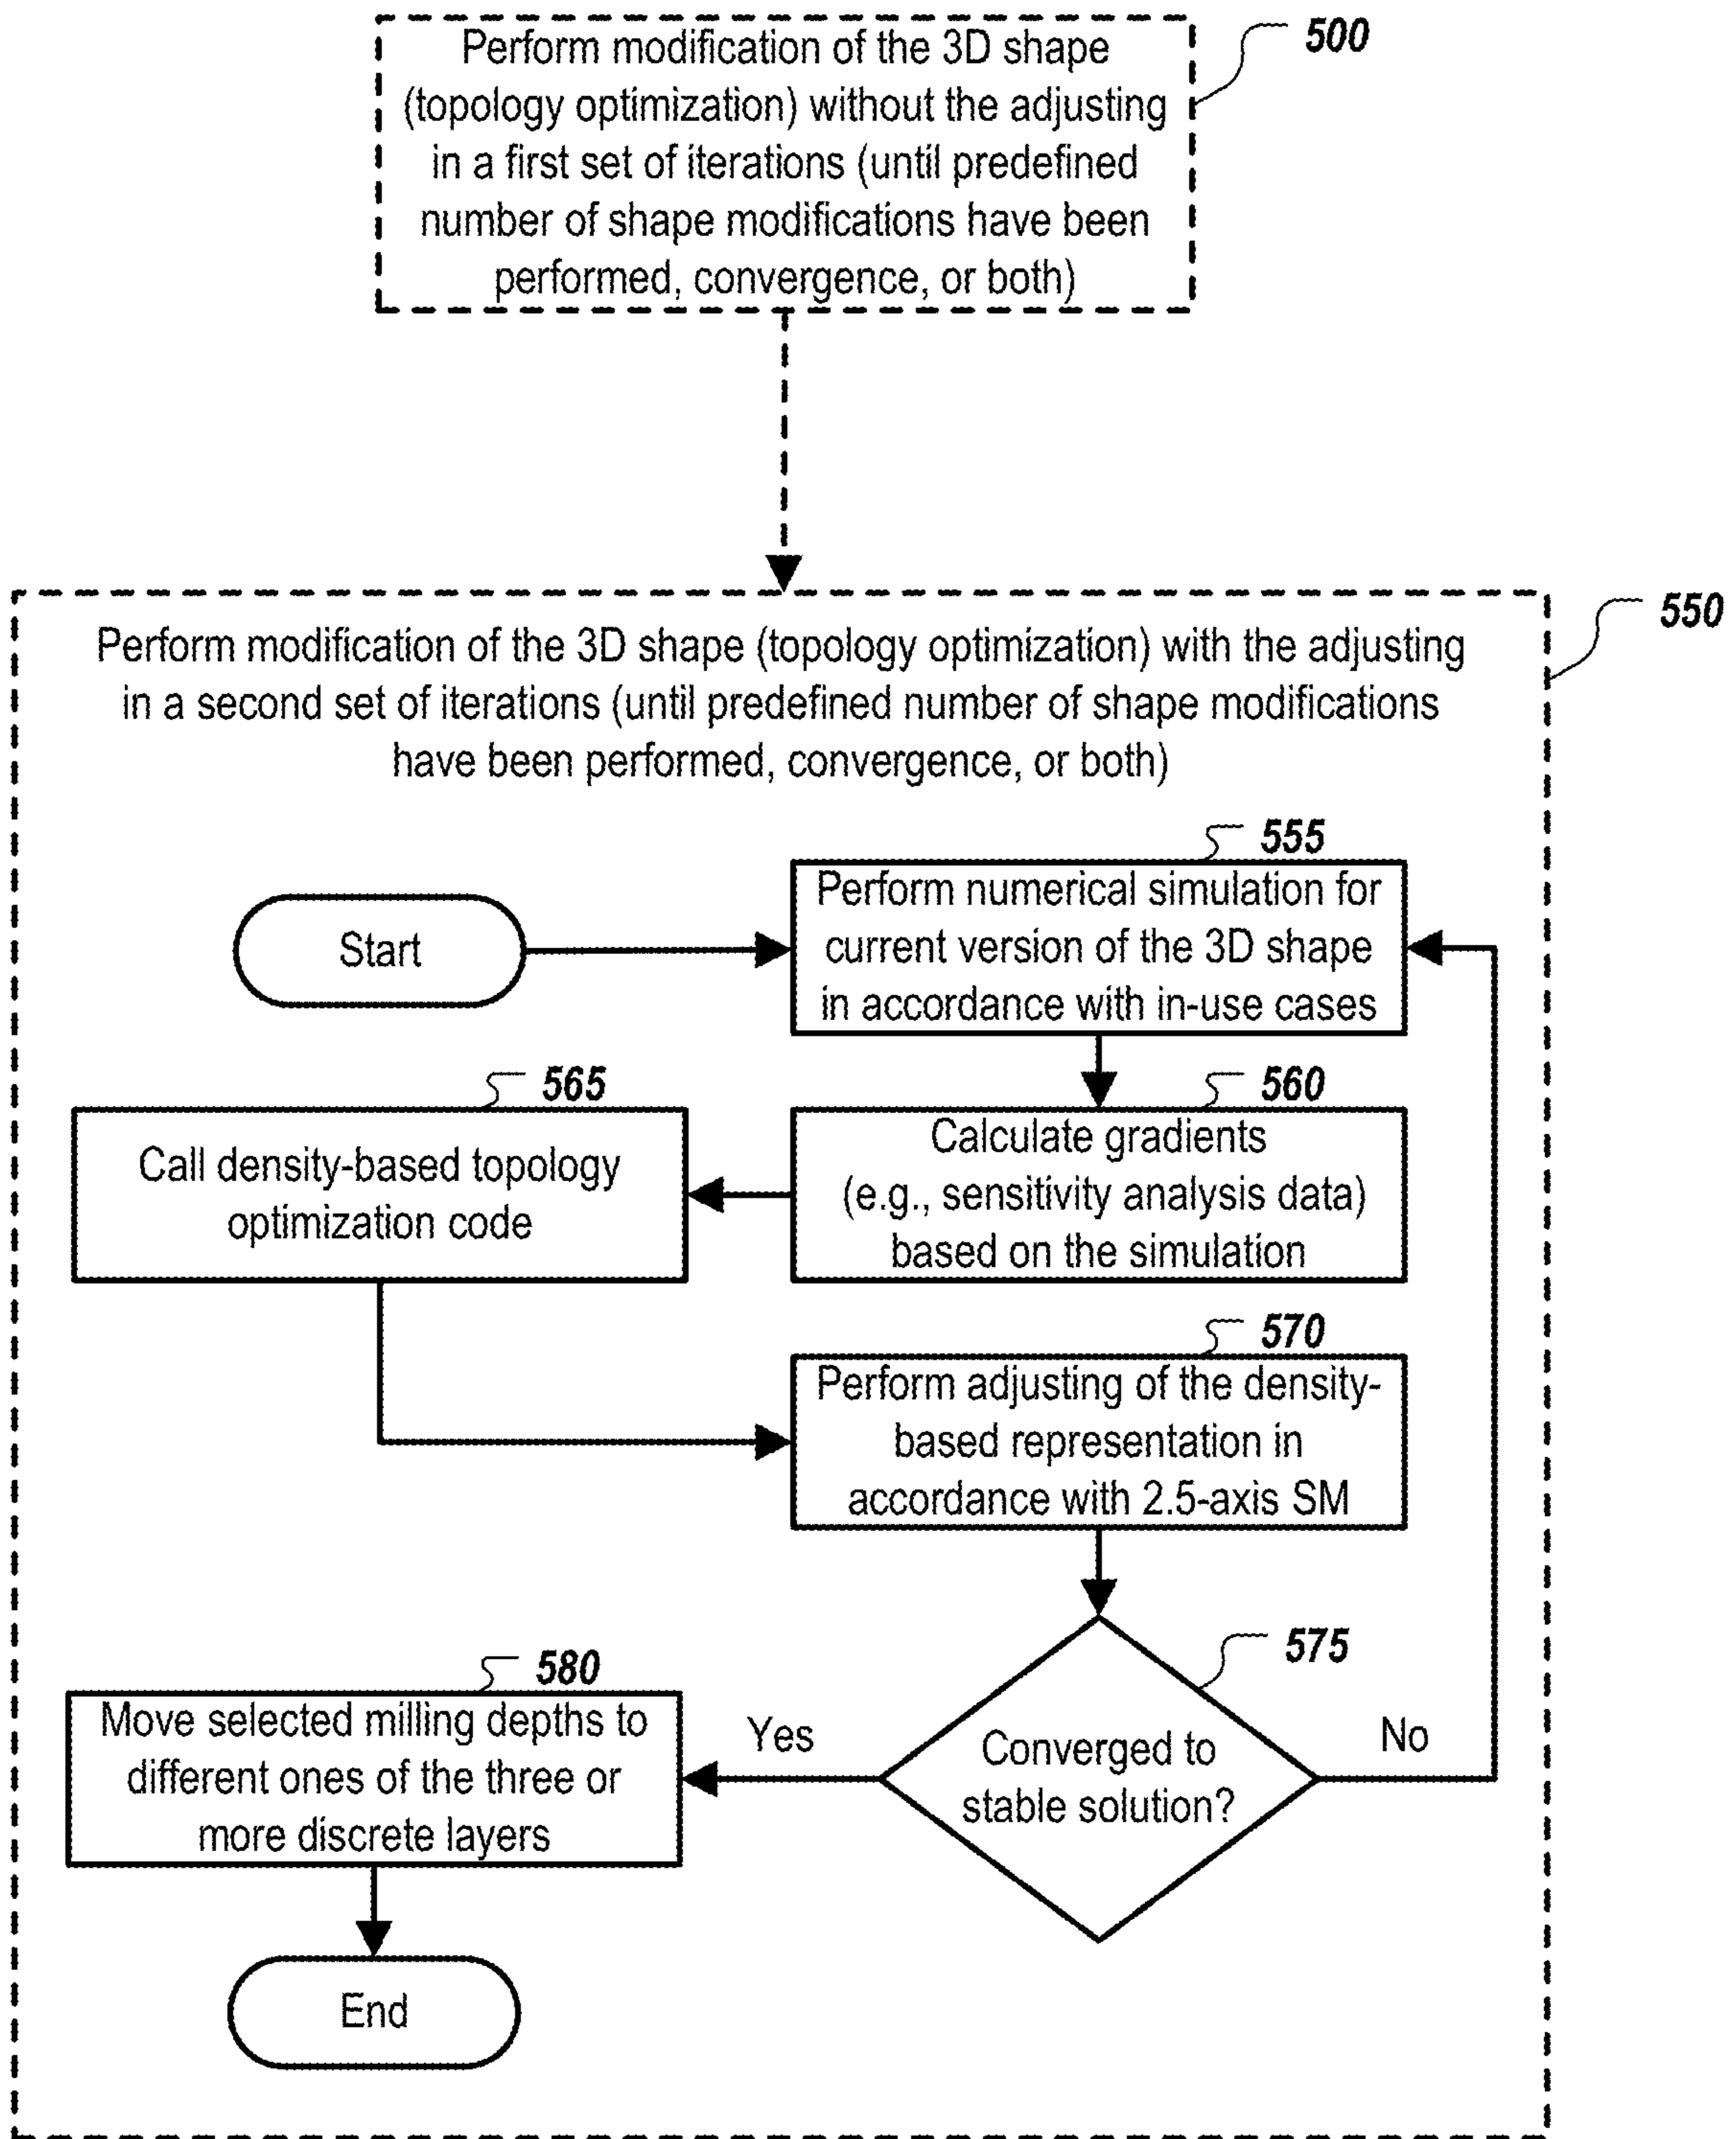 Perform modification of the 3D shape
(topology optimization) without the adjusting
in a first set of iterations (until predefined
number of shape modifications have been
performed, convergence, or both)
500
550
Perform modification of the 3D shape (topology optimization) with the adjusting
in a second set of iterations (until predefined number of shape modifications
have been performed, convergence, or both)
Start
555
Perform numerical simulation for
current version of the 3D shape
in accordance with in-use cases
560
Calculate gradients
(e.g., sensitivity analysis data)
based on the simulation
565
Call density-based topology
optimization code
570
Perform adjusting of the density-
based representation in
accordance with 2.5-axis SM
575
Converged to
stable solution?
No
Yes
580
Move selected milling depths to
different ones of the three or
more discrete layers
End